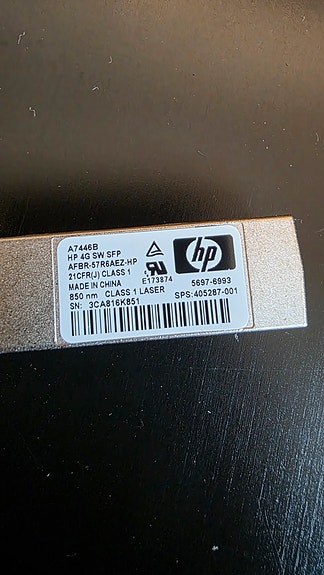 A7446B
HP 4G SW SFP
AFBR-57R6AEZ-HP
21CFR(J) CLASS 1
MADE IN CHINA
E173874
5697-6993
850 nm CLASS 1 LASER
SPS:405287-001
SN: 3CA816K851
hp